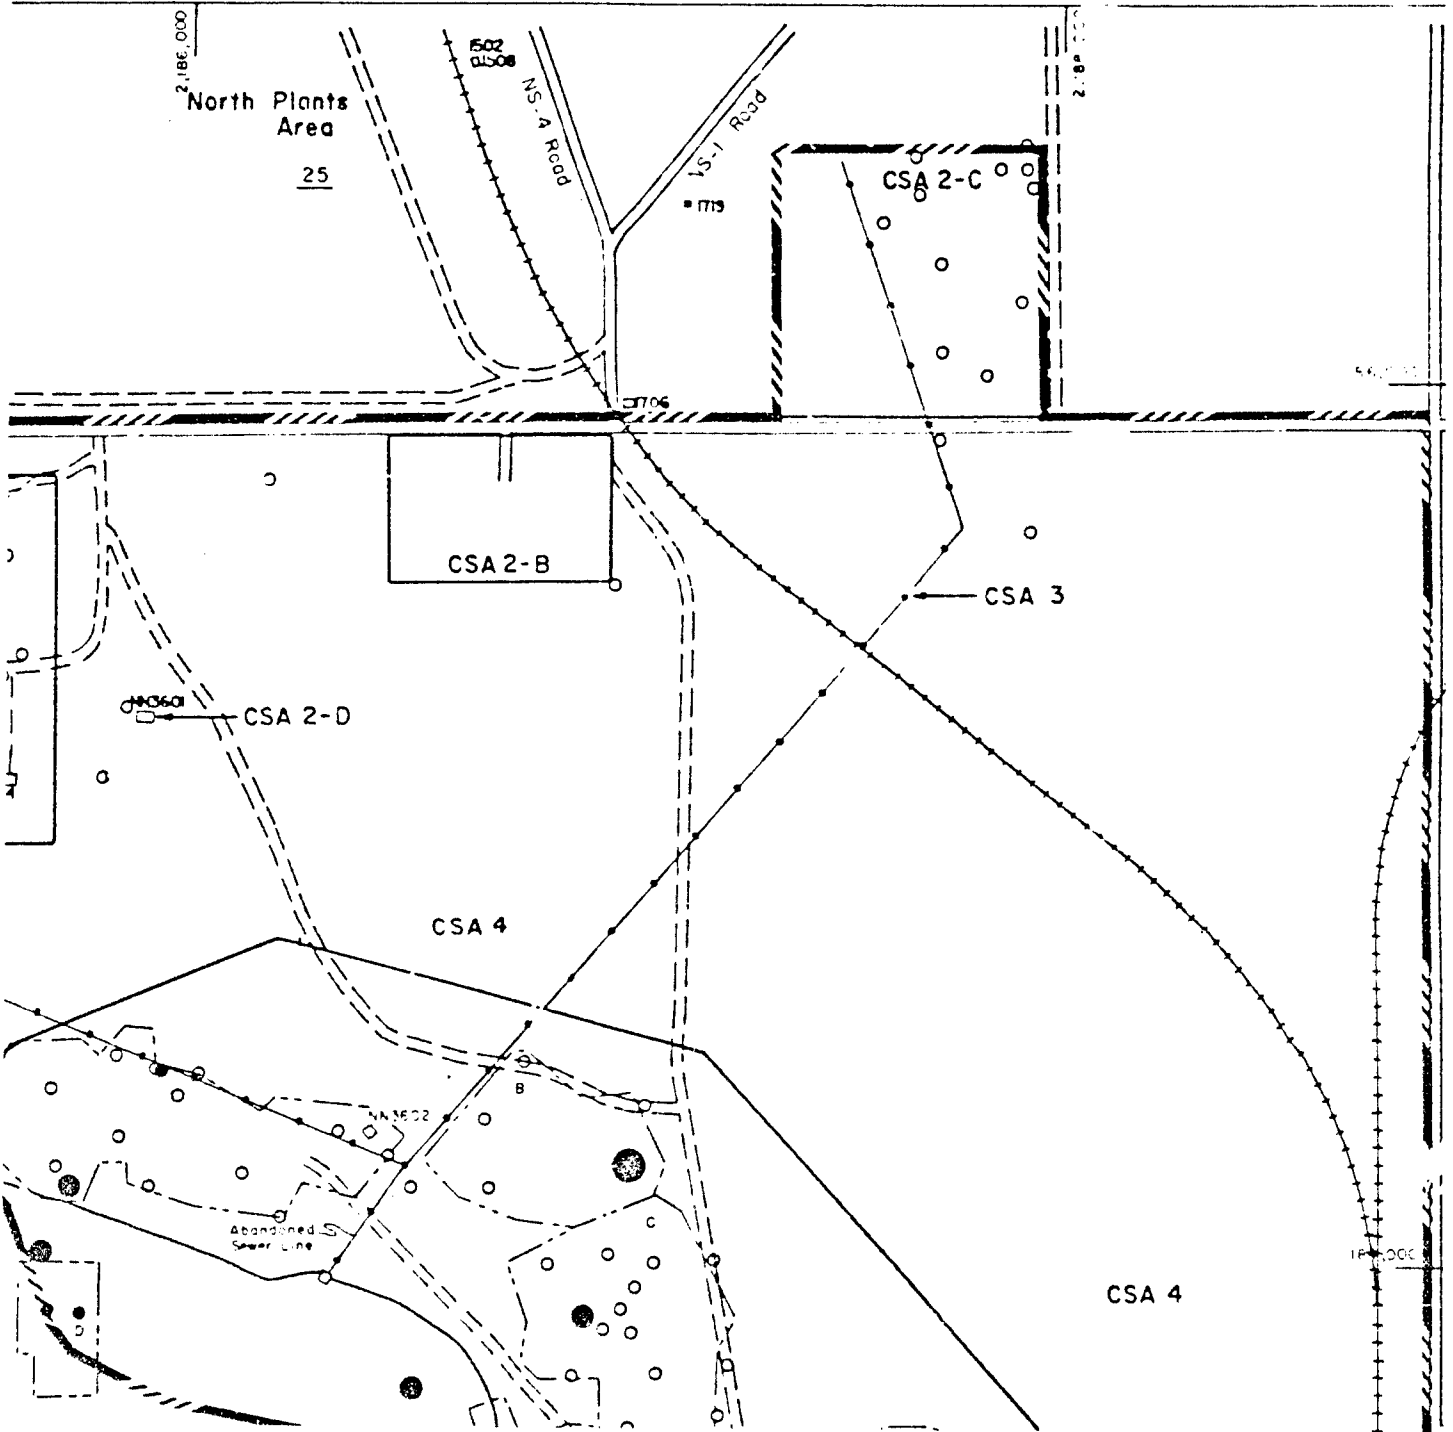 2,186,000
1502
1508
North Plants
Area
25
NS-4 Road
NS-1 Road
1719
CSA 2-C
1706
CSA 2-B
CSA 3
NN3601
CSA 2-D
CSA 4
B
NN3602
C
Abandoned
Sewer Line
CSA 4
D